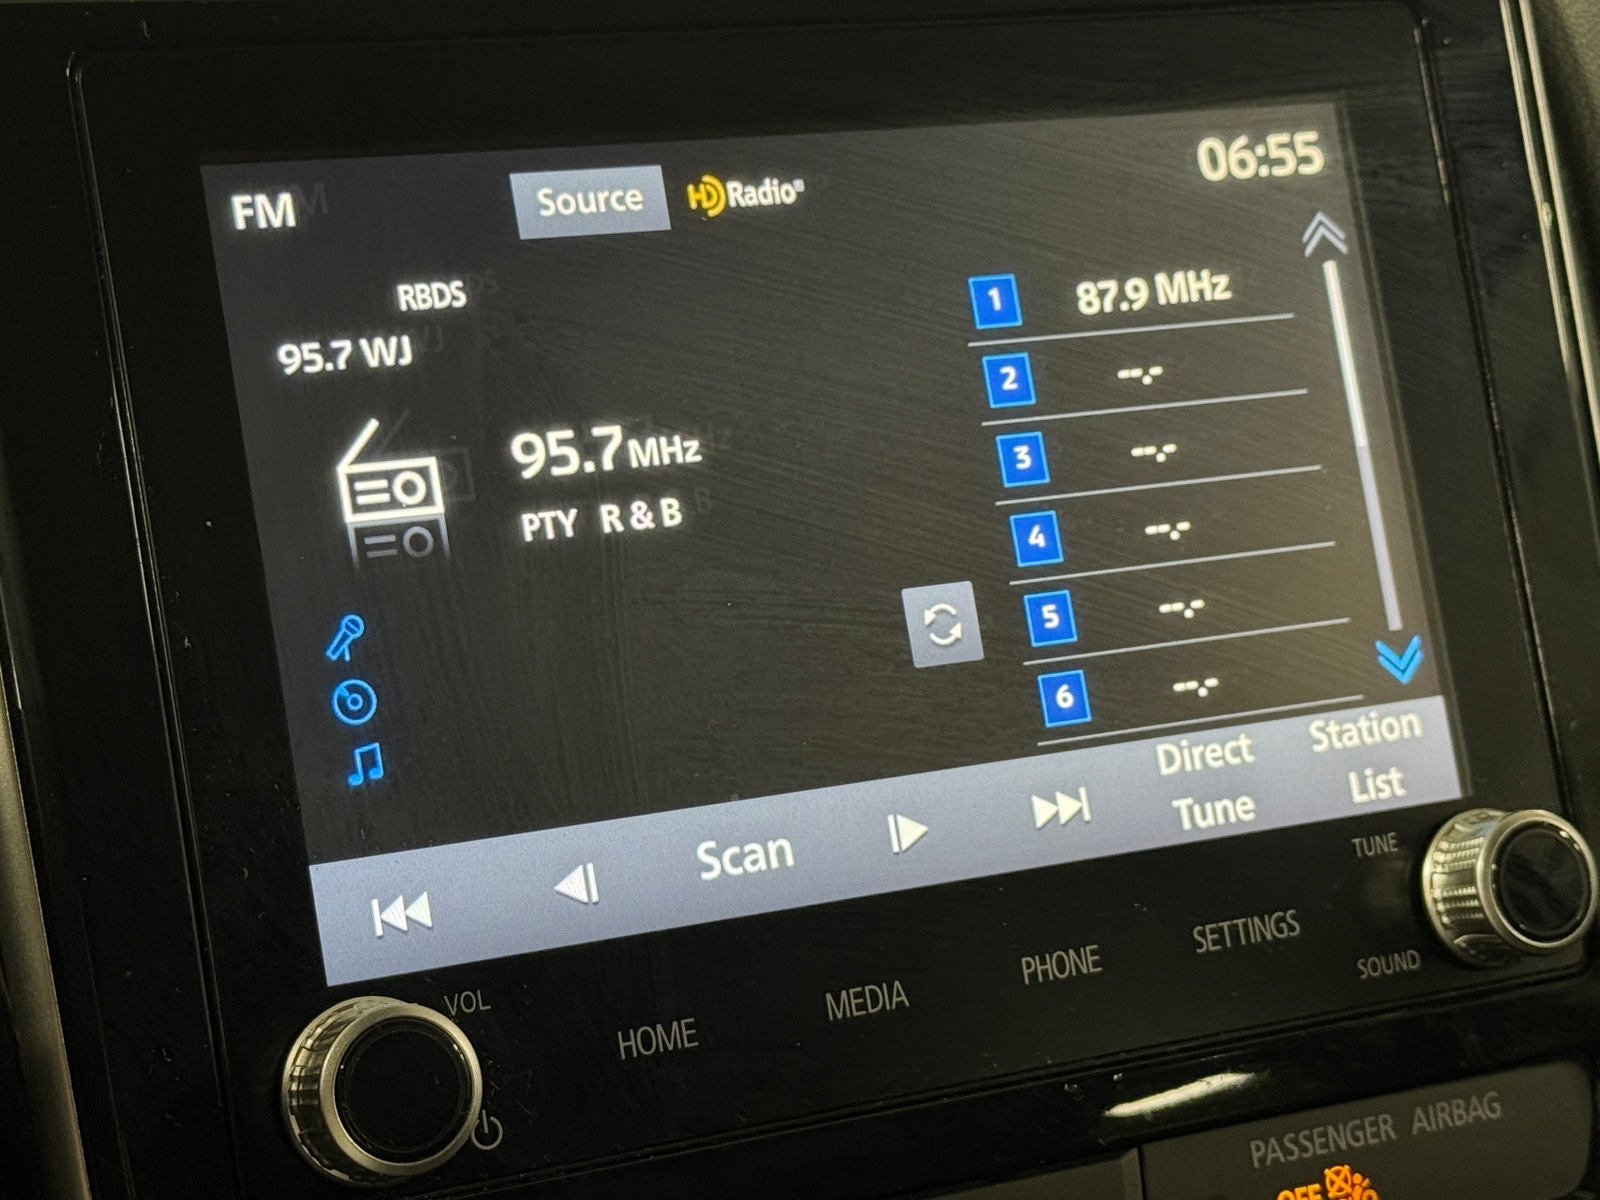 FM Source HD Radio® 06:55
RBDS
95.7 WJ
95.7 MHz
PTY R & B
1 87.9 MHz
2 --.-
3 --.-
4 --.-
5 --.-
6 --.-
Scan
Direct
Tune
Station
List
TUNE
SOUND
VOL
HOME
MEDIA
PHONE
SETTINGS
PASSENGER AIRBAG
OFF